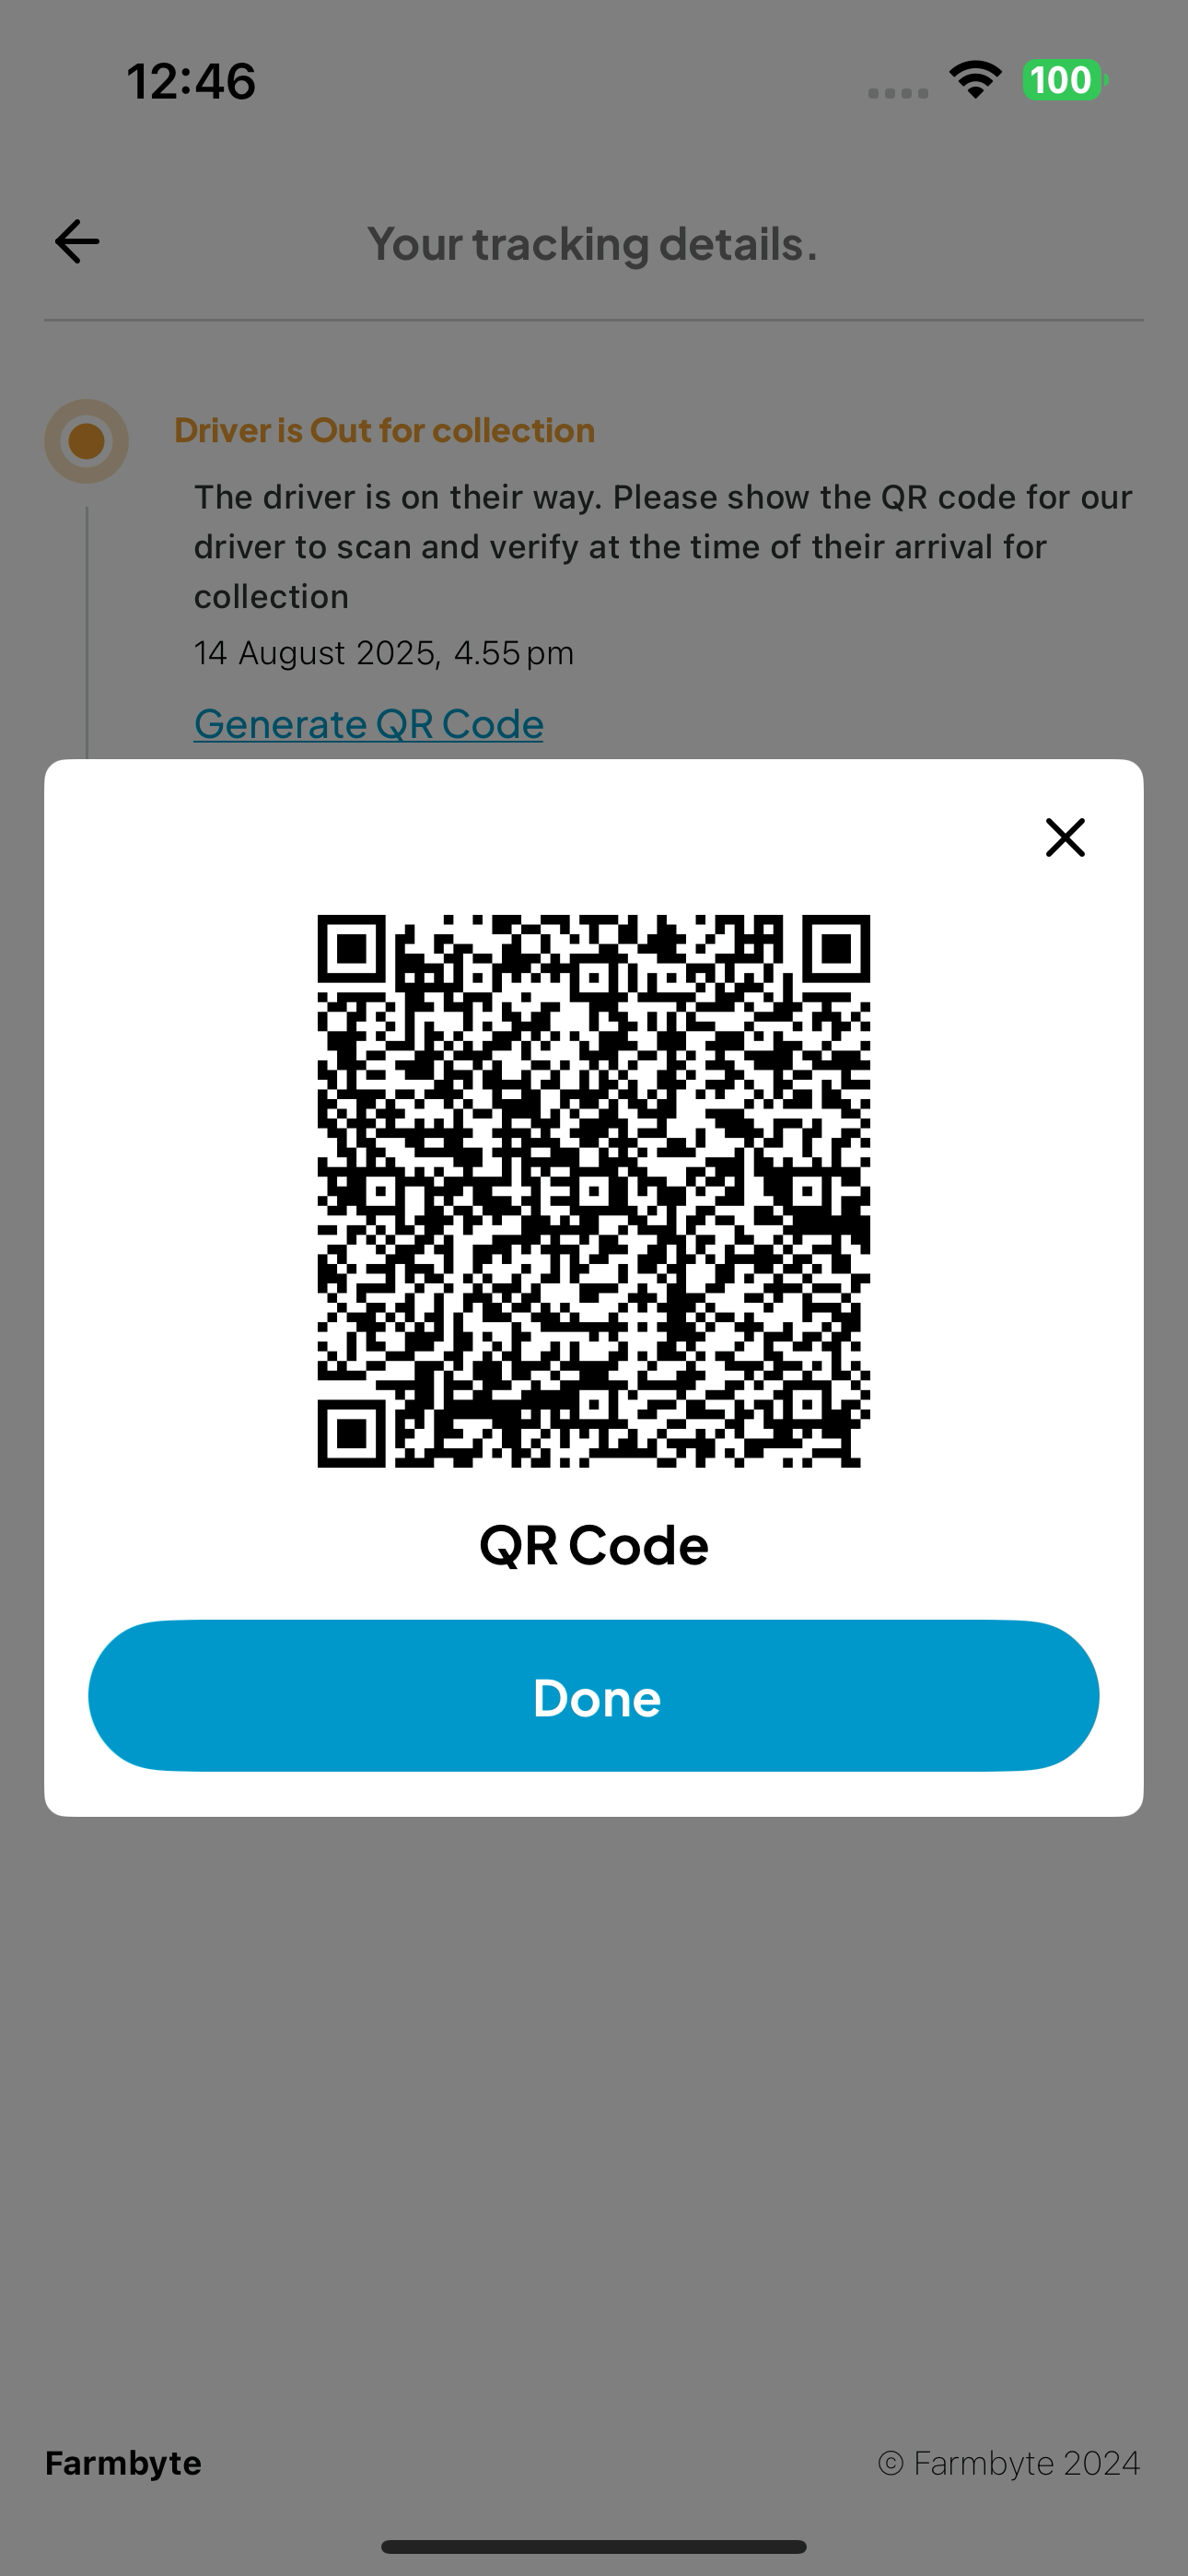 12:46
100
Your tracking details.
Driver is Out for collection
The driver is on their way. Please show the QR code for our
driver to scan and verify at the time of their arrival for
collection
14 August 2025, 4.55 pm
Generate QR Code
QR Code
Done
Farmbyte
© Farmbyte 2024